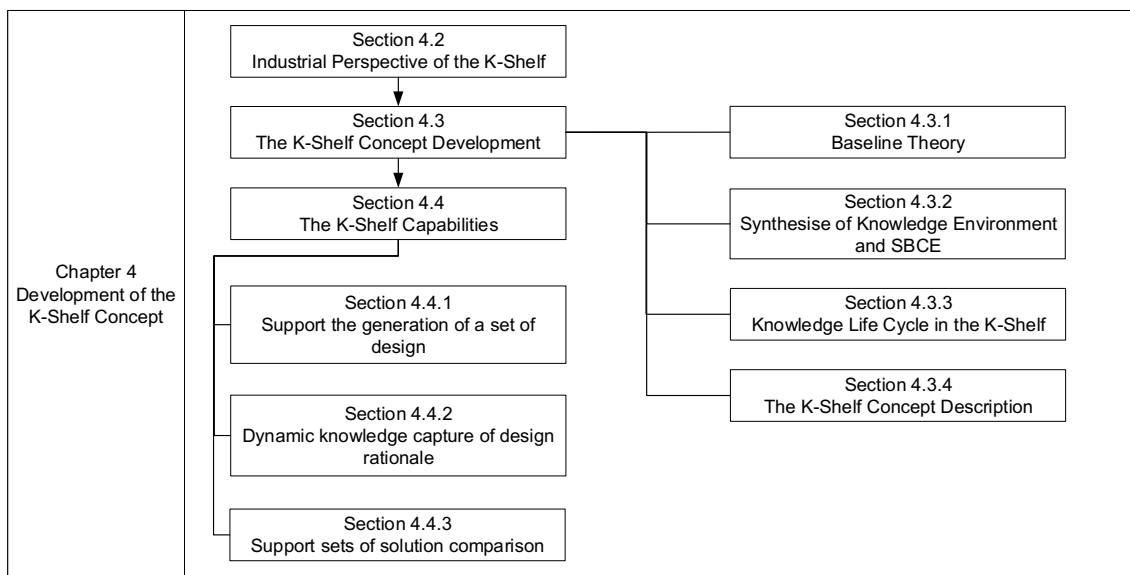 Chapter 4
Development of the
K-Shelf Concept
Section 4.2
Industrial Perspective of the K-Shelf
Section 4.3
The K-Shelf Concept Development
Section 4.4
The K-Shelf Capabilities
Section 4.4.1
Support the generation of a set of
design
Section 4.4.2
Dynamic knowledge capture of design
rationale
Section 4.4.3
Support sets of solution comparison
Section 4.3.1
Baseline Theory
Section 4.3.2
Synthesise of Knowledge Environment
and SBCE
Section 4.3.3
Knowledge Life Cycle in the K-Shelf
Section 4.3.4
The K-Shelf Concept Description